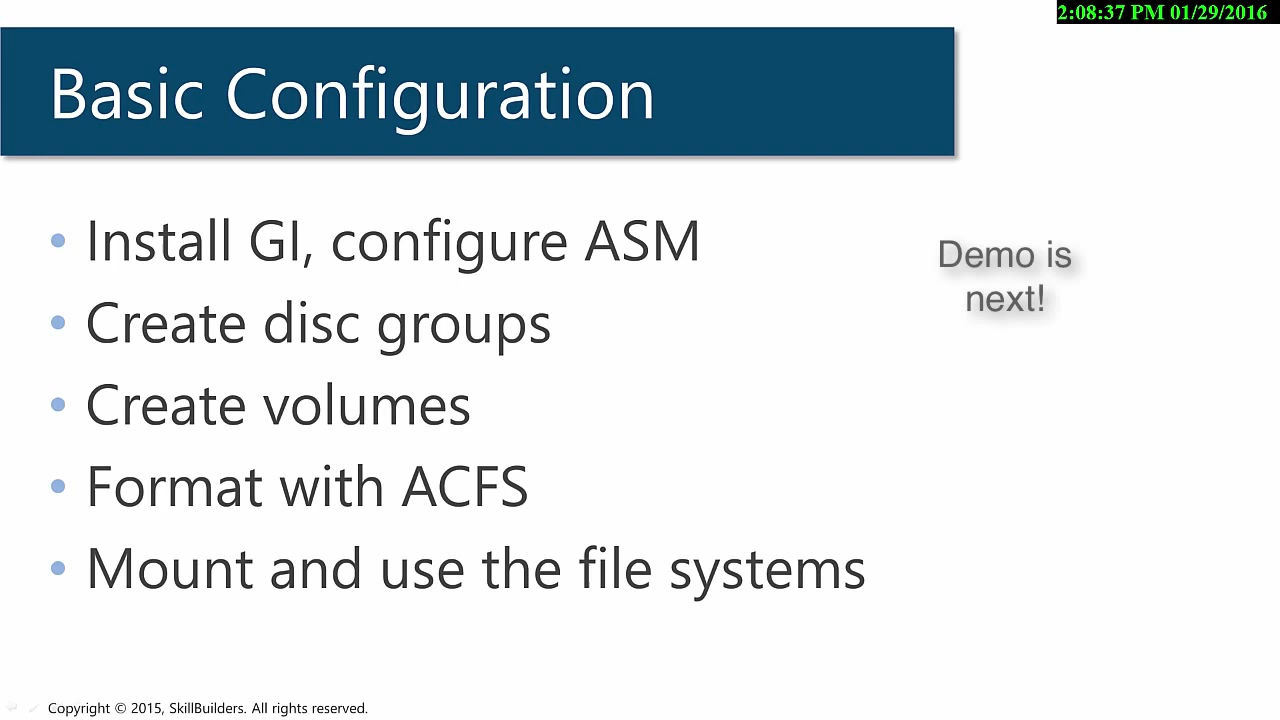 2:08:37 PM 01/29/2016
Basic Configuration
• Install GI, configure ASM
• Create disc groups
• Create volumes
• Format with ACFS
• Mount and use the file systems
Demo is
next!
Copyright © 2015, SkillBuilders. All rights reserved.